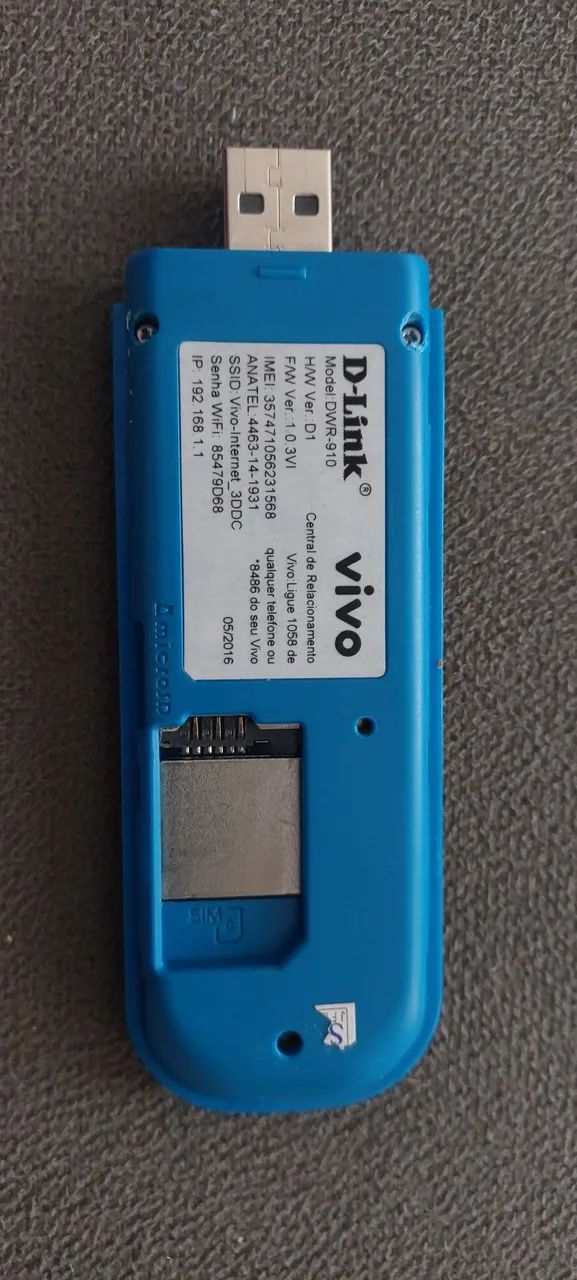 D-Link®
Model:DWR-910
H/W Ver.:D1
F/W Ver.:1.0.3VI
IMEI: 357471056231568
ANATEL:4463-14-1931
SSID:Vivo-Internet_3DDC
Senha WiFi: 85479D68
IP: 192.168.1.1
vivo
Central de Relacionamento
Vivo:Ligue 1058 de
qualquer telefone ou
*8486 do seu Vivo
05/2016
microSD
SIM